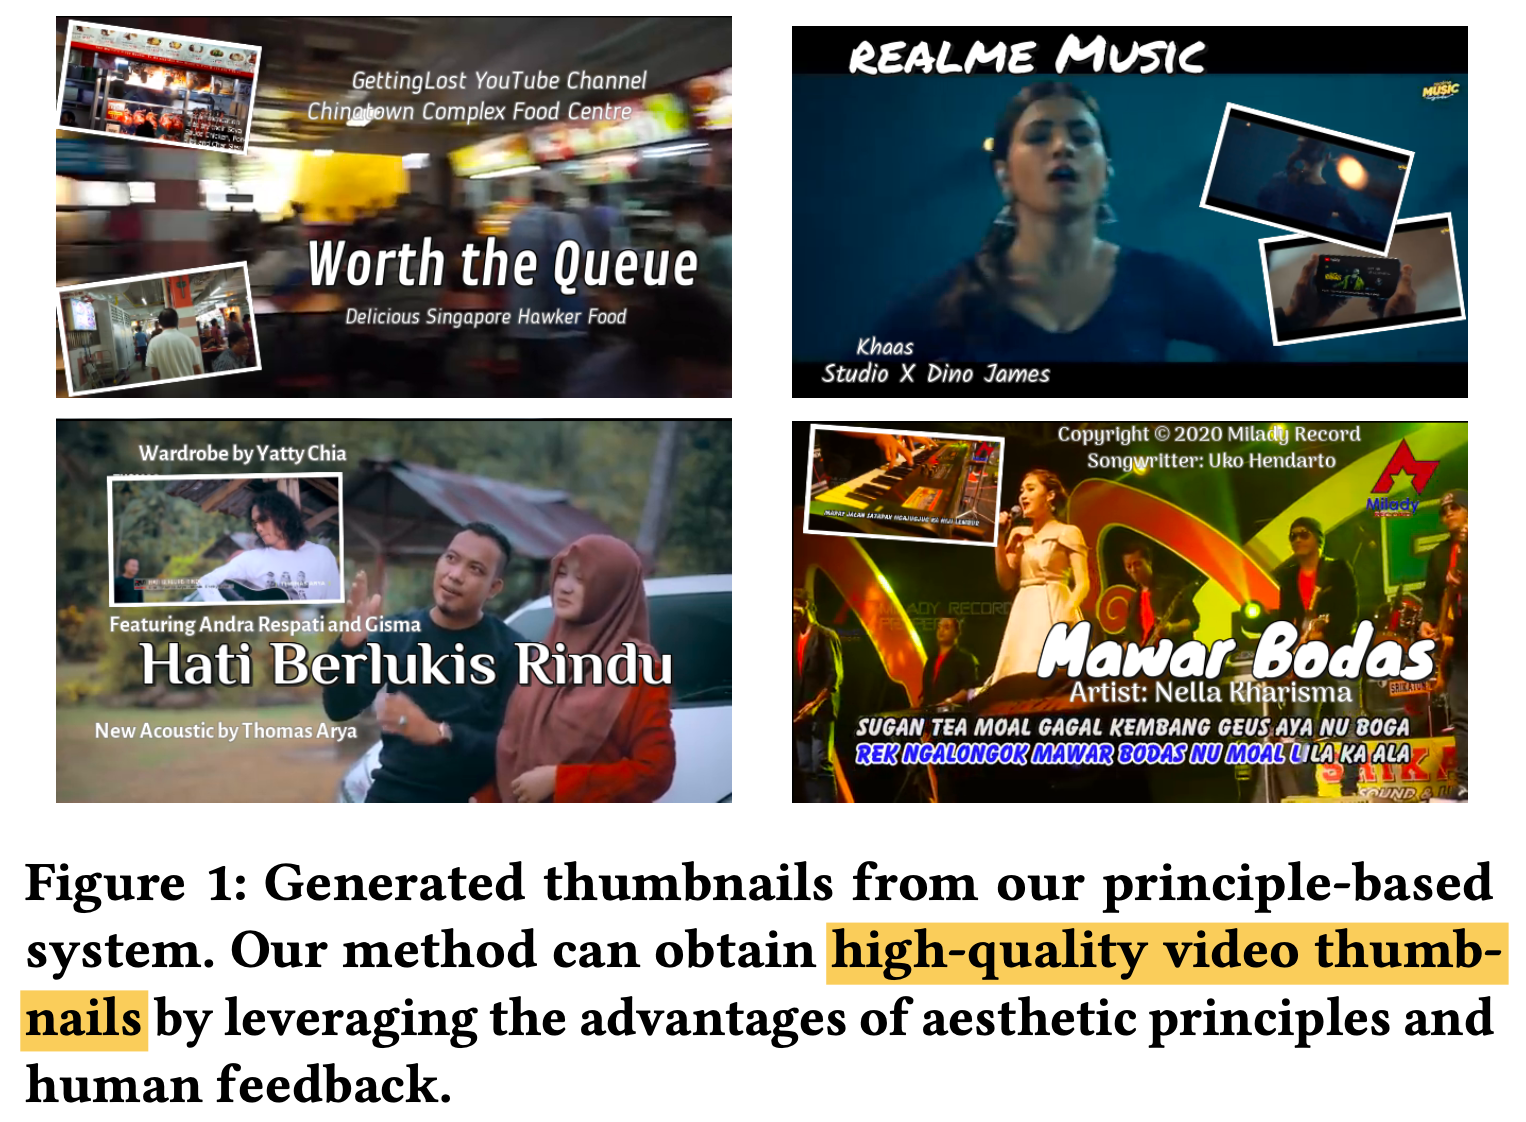 GettingLost YouTube Channel
Chinatown Complex Food Centre
Worth the Queue
Delicious Singapore Hawker Food
REALME MUSIC
MUSIC
Khaas
Studio X Dino James
Wardrobe by Yatty Chia
Featuring Andra Respati and Gisma
Hati Berlukis Rindu
New Acoustic by Thomas Arya
Copyright © 2020 Milady Record
Songwritter: Uko Hendarto
Milady
MILADY RECORD
PROPERTY
Mawar Bodas
Artist: Nella Kharisma
SUGAN TEA MOAL GAGAL KEMBANG GEUS AYA NU BOGA
REK NGALONGOK MAWAR BODAS NU MOAL LILA KA ALA
SOUND &
Figure 1: Generated thumbnails from our principle-based
system. Our method can obtain high-quality video thumb-
nails by leveraging the advantages of aesthetic principles and
human feedback.